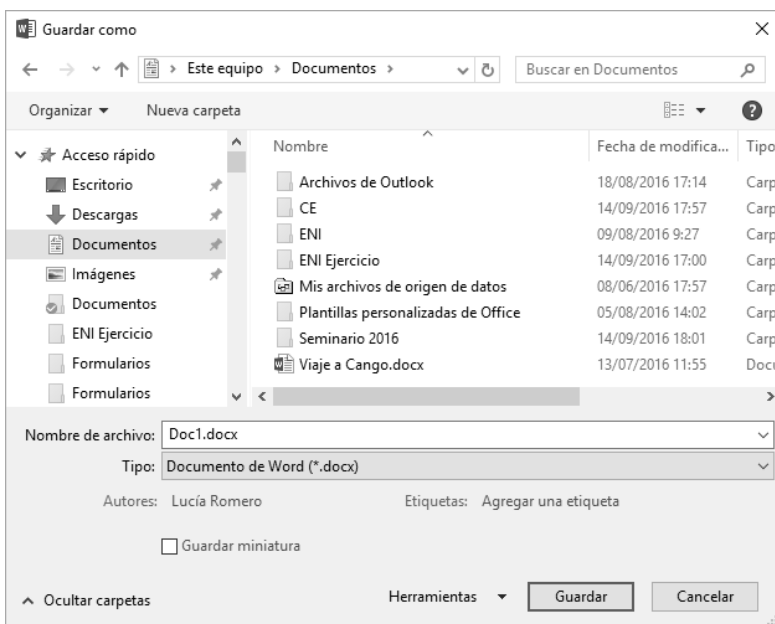 Guardar como
Este equipo > Documentos >
Buscar en Documentos
Organizar
Nueva carpeta
Acceso rápido
Escritorio
Descargas
Documentos
Imágenes
Documentos
ENI Ejercicio
Formularios
Formularios
Nombre Fecha de modifica... Tipo
Archivos de Outlook 18/08/2016 17:14 Carp
CE 14/09/2016 17:57 Carp
ENI 09/08/2016 9:27 Carp
ENI Ejercicio 14/09/2016 17:00 Carp
Mis archivos de origen de datos 08/06/2016 17:57 Carp
Plantillas personalizadas de Office 05/08/2016 14:02 Carp
Seminario 2016 14/09/2016 18:01 Carp
Viaje a Cango.docx 13/07/2016 11:55 Docu
Nombre de archivo: Doc1.docx
Tipo: Documento de Word (*.docx)
Autores: Lucía Romero Etiquetas: Agregar una etiqueta
Guardar miniatura
Ocultar carpetas
Herramientas
Guardar
Cancelar